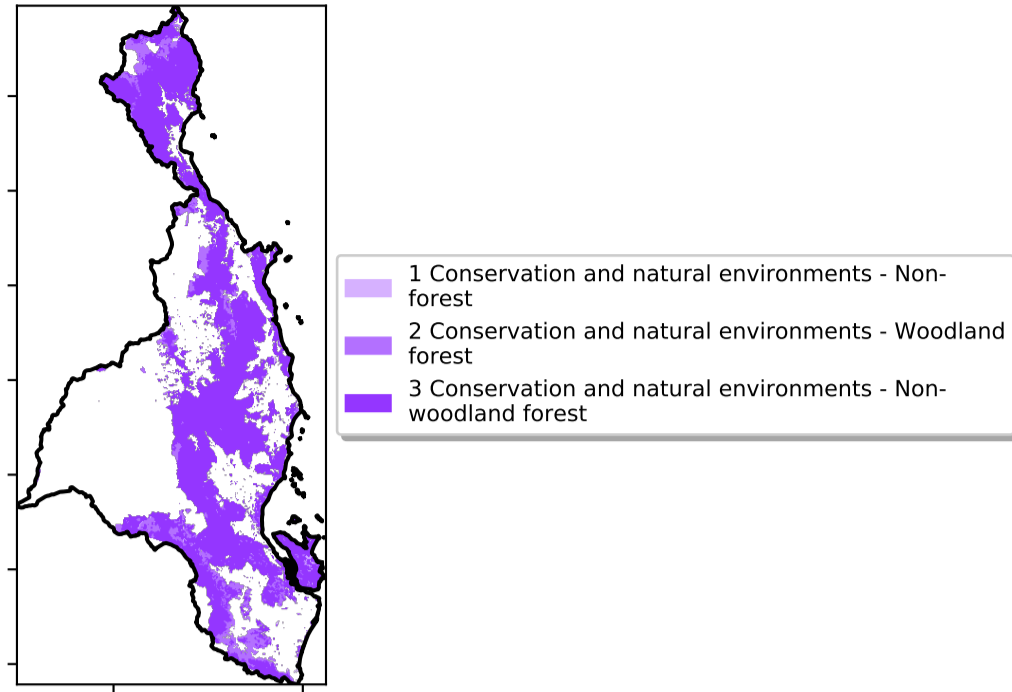 1 Conservation and natural environments - Non-
forest
2 Conservation and natural environments - Woodland
forest
3 Conservation and natural environments - Non-
woodland forest